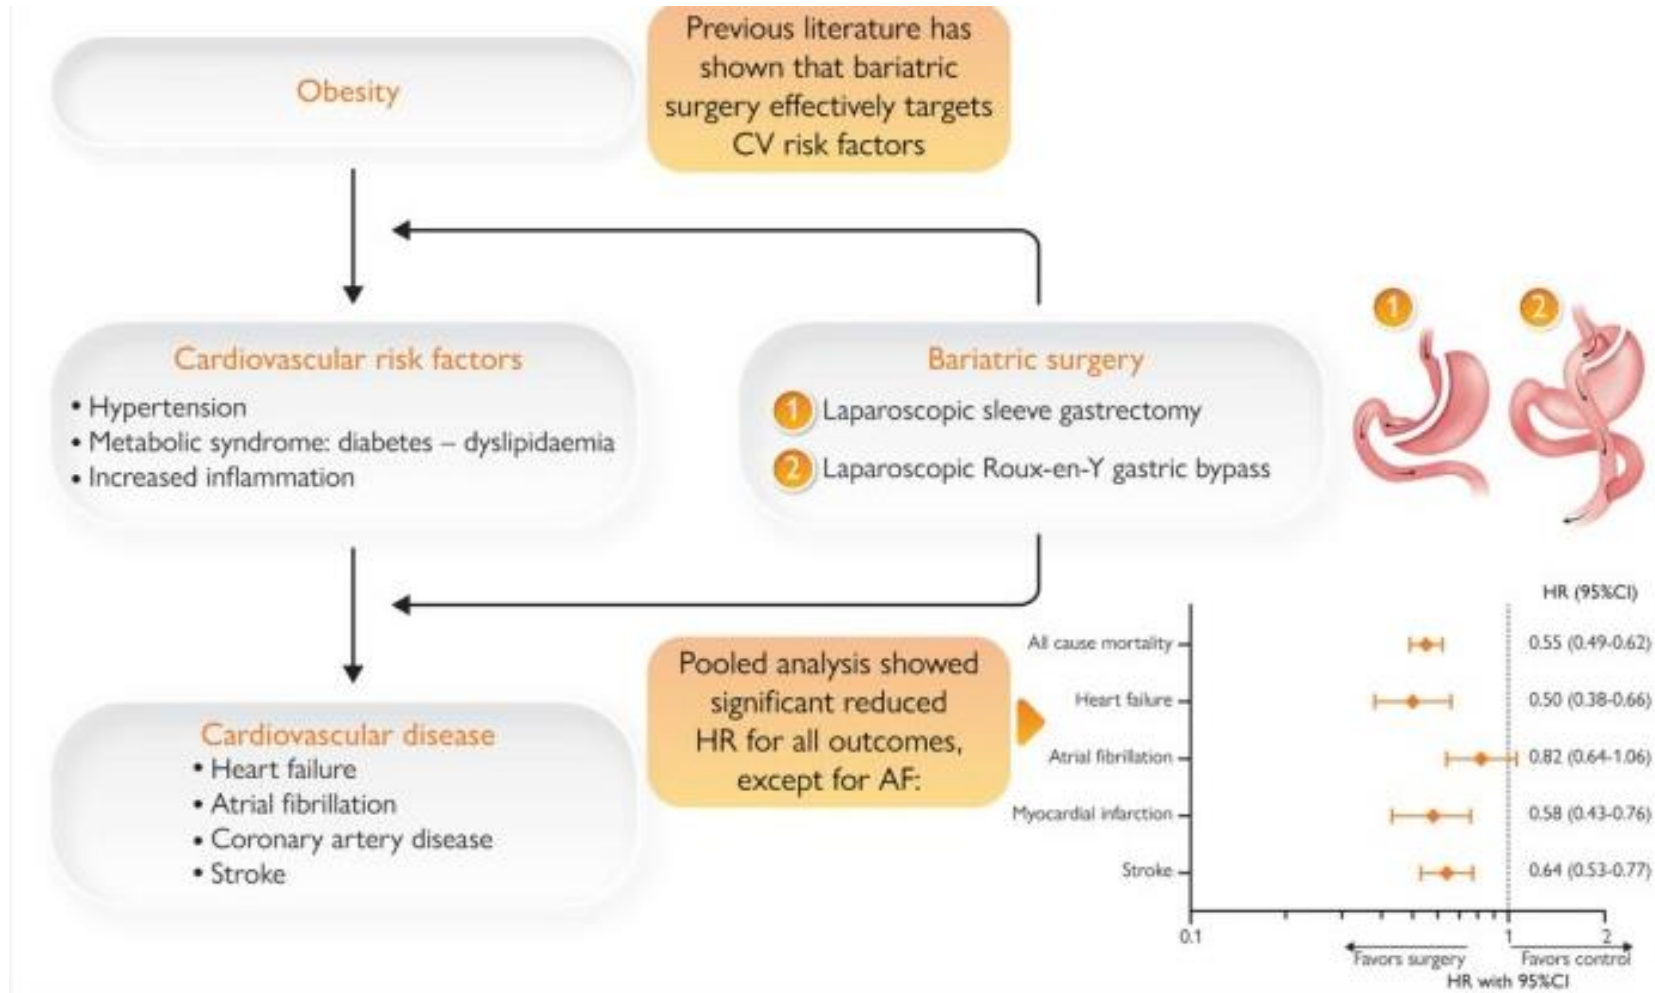 Obesity
Previous literature has
shown that bariatric
surgery effectively targets
CV risk factors
Cardiovascular risk factors
• Hypertension
• Metabolic syndrome: diabetes – dyslipidaemia
• Increased inflammation
Bariatric surgery
1 Laparoscopic sleeve gastrectomy
2 Laparoscopic Roux-en-Y gastric bypass
1
2
Cardiovascular disease
• Heart failure
• Atrial fibrillation
• Coronary artery disease
• Stroke
Pooled analysis showed
significant reduced
HR for all outcomes,
except for AF:
HR (95%CI)
All cause mortality 0.55 (0.49-0.62)
Heart failure 0.50 (0.38-0.66)
Atrial fibrillation 0.82 (0.64-1.06)
Myocardial infarction 0.58 (0.43-0.76)
Stroke 0.64 (0.53-0.77)
0.1 1 2
Favors surgery Favors control
HR with 95%CI